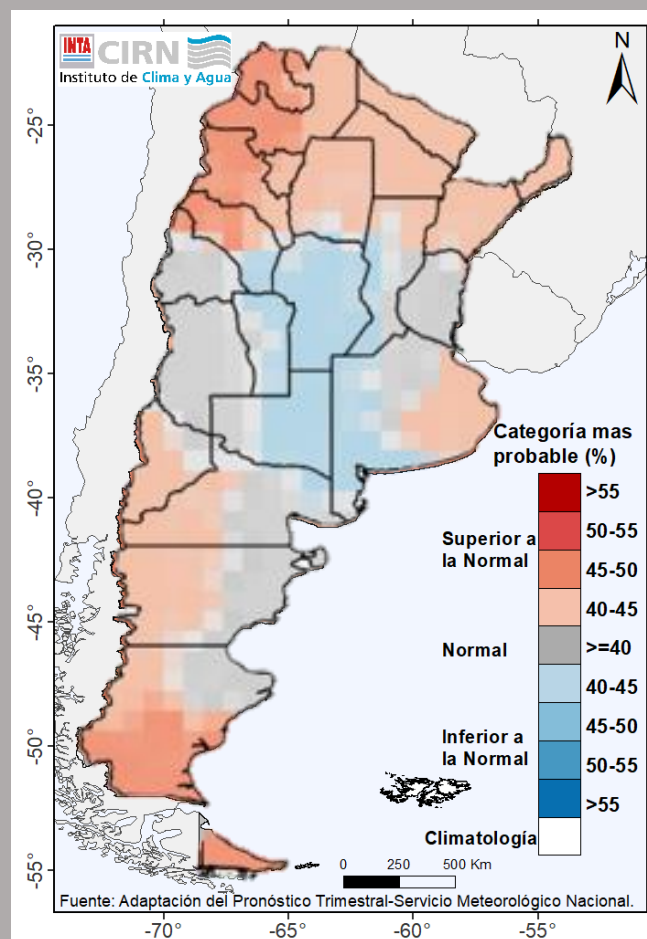 INTA CIRN
Instituto de Clima y Agua
N
-25°
-30°
-35°
-40°
-45°
-50°
-55°
Categoría mas
probable (%)
>55
50-55
Superior a
la Normal
45-50
40-45
Normal
>=40
40-45
45-50
Inferior a
la Normal
50-55
>55
Climatología
0 250 500 Km
Fuente: Adaptación del Pronóstico Trimestral-Servicio Meteorológico Nacional.
-70° -65° -60° -55°